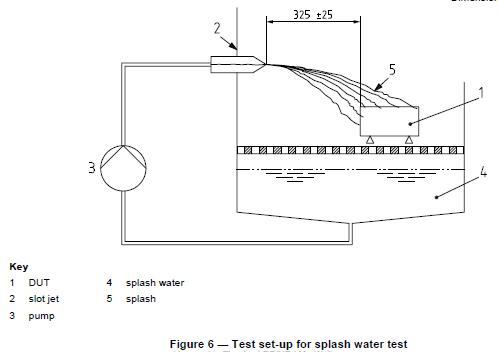 325 ±25
2
5
1
3
4
Key
1 DUT 4 splash water
2 slot jet 5 splash
3 pump
Figure 6 — Test set-up for splash water test